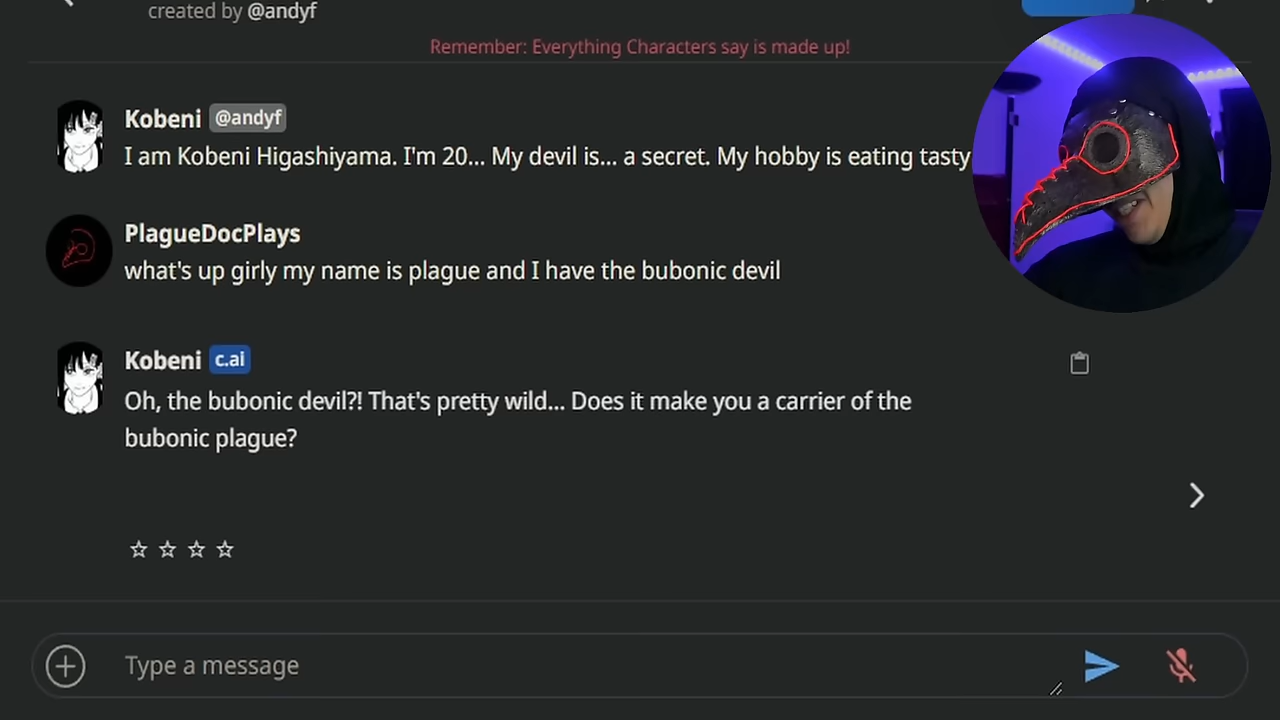 created by @andyf
Remember: Everything Characters say is made up!
Kobeni @andyf
I am Kobeni Higashiyama. I'm 20... My devil is... a secret. My hobby is eating tasty
PlagueDocPlays
what's up girly my name is plague and I have the bubonic devil
Kobeni c.ai
Oh, the bubonic devil?! That's pretty wild... Does it make you a carrier of the
bubonic plague?
Type a message